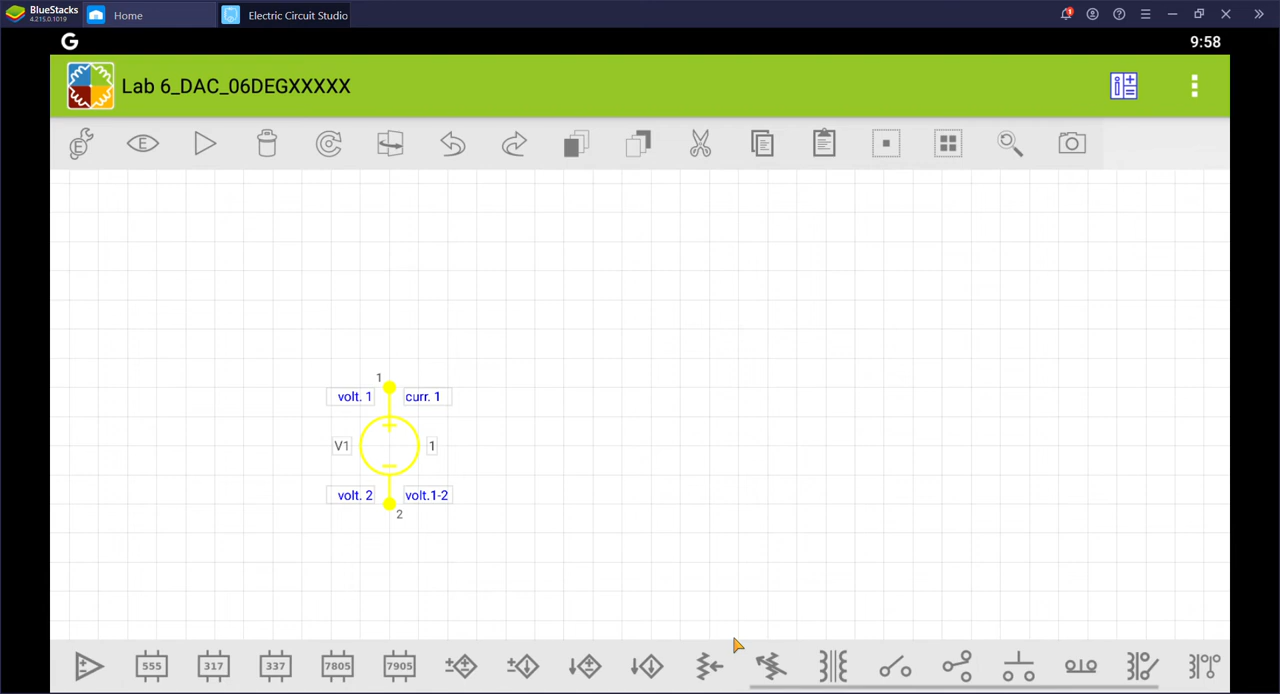 BlueStacks
4.215.0.1019
Home
Electric Circuit Studio
1
G
9:58
Lab 6_DAC_06DEGXXXXX
i
E
E
1
volt. 1
curr. 1
V1
1
volt. 2
volt.1-2
2
555
317
337
7805
7905